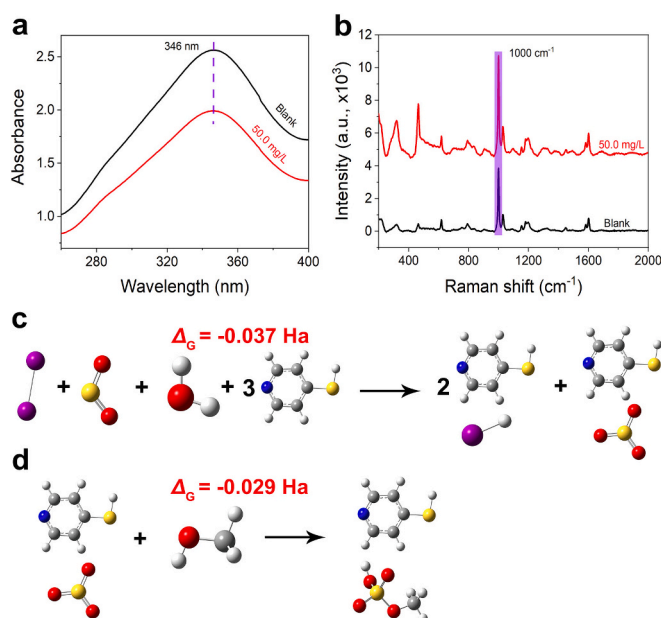 a
346 nm
Absorbance
2.5
2.0
1.5
1.0
Blank
50.0 mg/L
280 320 360 400
Wavelength (nm)
b
Intensity (a.u., x10³)
12
10
8
6
4
2
0
1000 cm⁻¹
50.0 mg/L
Blank
400 800 1200 1600 2000
Raman shift (cm⁻¹)
c
Δ_G = -0.037 Ha
+ + + 3 2 +
d
Δ_G = -0.029 Ha
+